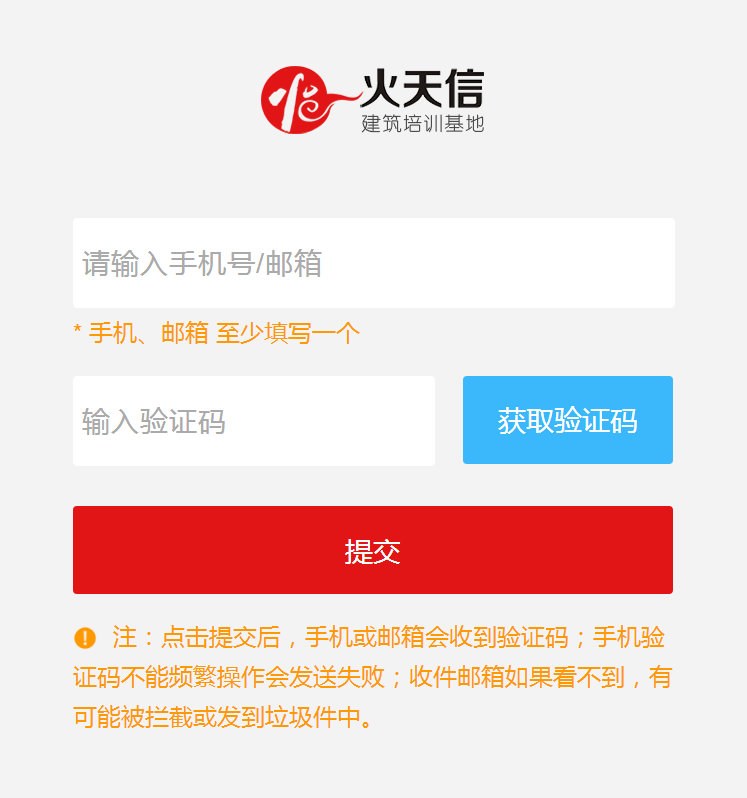 火天信
建筑培训基地
请输入手机号/邮箱
* 手机、邮箱 至少填写一个
输入验证码
获取验证码
提交
注：点击提交后，手机或邮箱会收到验证码；手机验
证码不能频繁操作会发送失败；收件邮箱如果看不到，有
可能被拦截或发到垃圾件中。